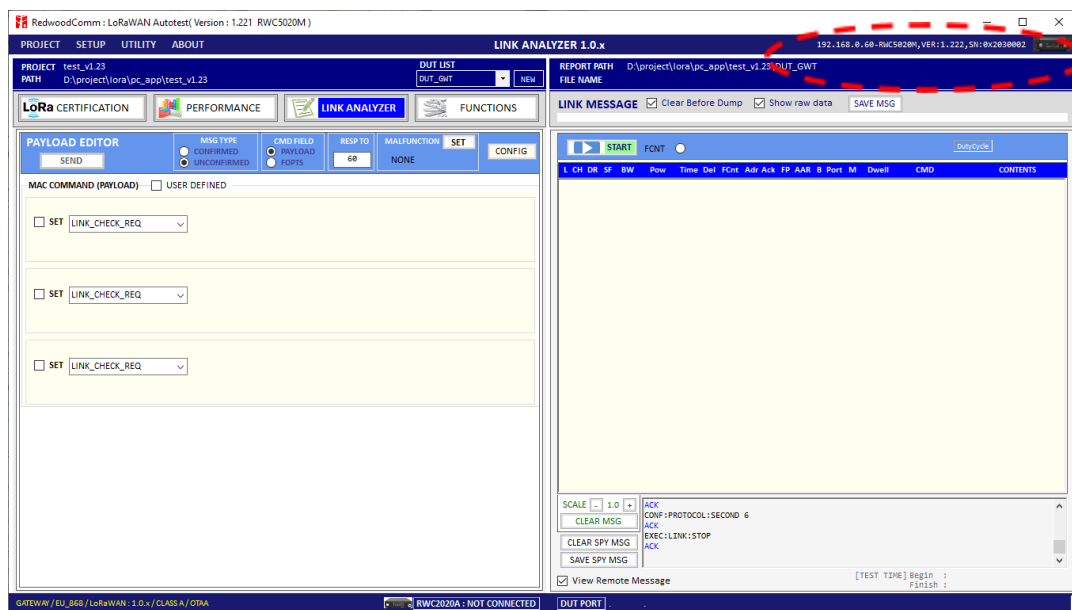 RedwoodComm : LoRaWAN Autotest( Version : 1.221 RWC5020M )
PROJECT SETUP UTILITY ABOUT
LINK ANALYZER 1.0.x
192.168.0.60-RWC5020M,VER:1.222,SN:0x2030002
PROJECT test_v1.23
PATH D:\project\lora\pc_app\test_v1.23
DUT LIST
DUT_GWT NEW
REPORT PATH D:\project\lora\pc_app\test_v1.23\DUT_GWT
FILE NAME
LoRa CERTIFICATION
PERFORMANCE
LINK ANALYZER
FUNCTIONS
LINK MESSAGE Clear Before Dump Show raw data SAVE MSG
PAYLOAD EDITOR
SEND
MSG TYPE
CONFIRMED
UNCONFIRMED
CMD FIELD
PAYLOAD
FOPTS
RESP TO
60
MALFUNCTION SET
NONE
CONFIG
MAC COMMAND (PAYLOAD) USER DEFINED
SET LINK_CHECK_REQ
SET LINK_CHECK_REQ
SET LINK_CHECK_REQ
START FCNT DutyCycle
L CH DR SF BW Pow Time Del FCnt Adr Ack FP AAR B Port M Dwell CMD CONTENTS
SCALE - 1.0 +
CLEAR MSG
CLEAR SPY MSG
SAVE SPY MSG
ACK
CONF:PROTOCOL:SECOND 6
ACK
EXEC:LINK:STOP
ACK
View Remote Message
[TEST TIME] Begin :
Finish :
GATEWAY / EU_868 / LoRaWAN : 1.0.x / CLASS A / OTAA
RWC2020A : NOT CONNECTED
DUT PORT